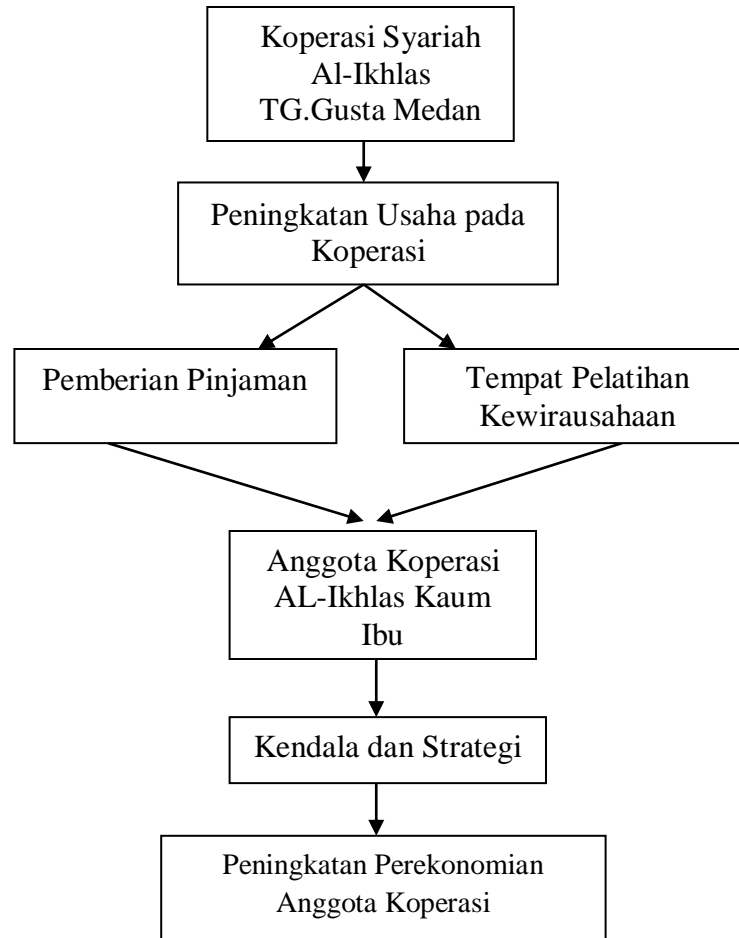 Koperasi Syariah
Al-Ikhlas
TG.Gusta Medan
Peningkatan Usaha pada
Koperasi
Pemberian Pinjaman
Tempat Pelatihan
Kewirausahaan
Anggota Koperasi
AL-Ikhlas Kaum
Ibu
Kendala dan Strategi
Peningkatan Perekonomian
Anggota Koperasi